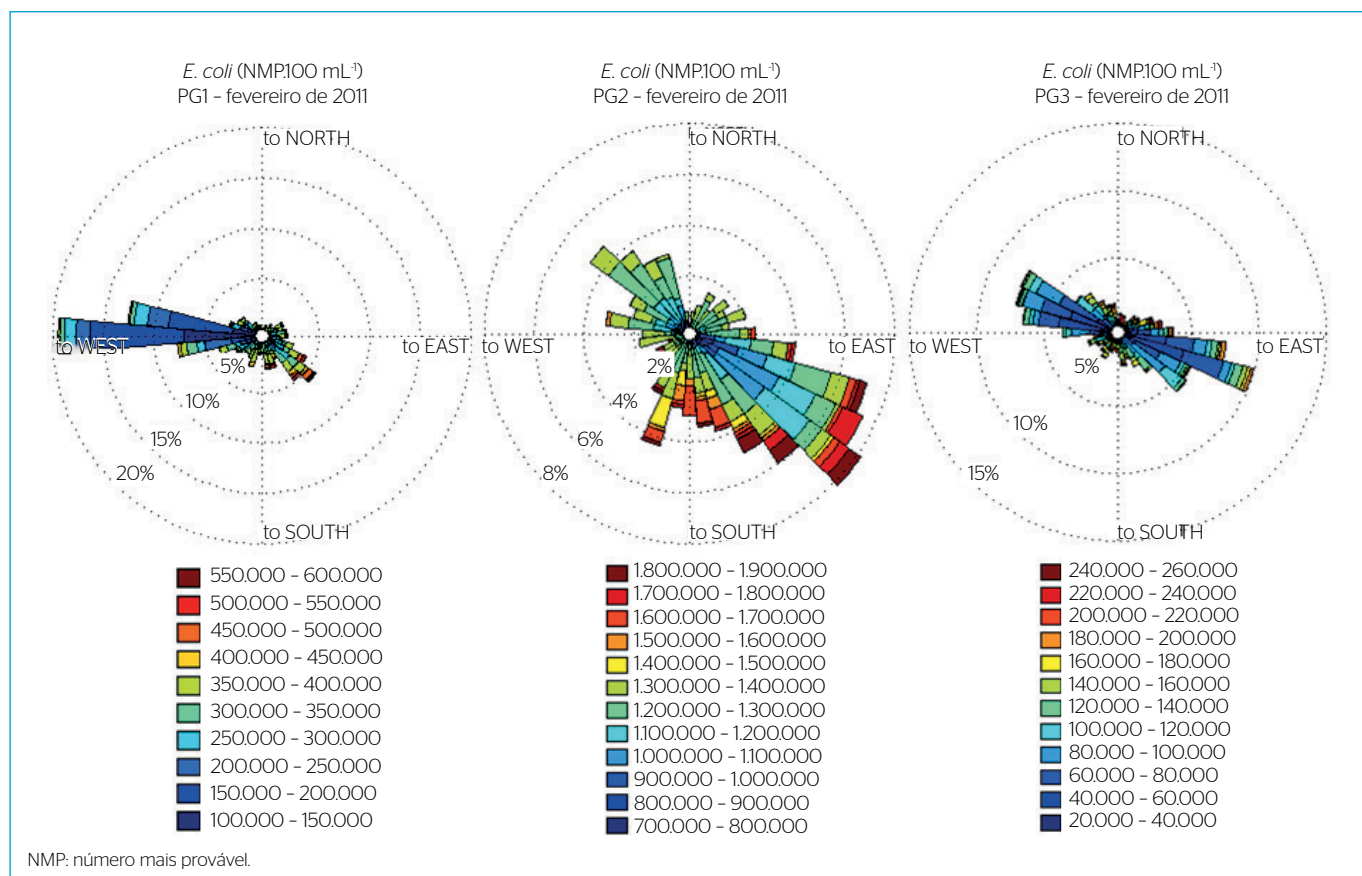 E. coli (NMP.100 mL-1)
PG1 – fevereiro de 2011
to NORTH
to WEST
to EAST
5%
10%
15%
20%
to SOUTH
550.000 – 600.000
500.000 – 550.000
450.000 – 500.000
400.000 – 450.000
350.000 – 400.000
300.000 – 350.000
250.000 – 300.000
200.000 – 250.000
150.000 – 200.000
100.000 – 150.000
E. coli (NMP.100 mL-1)
PG2 – fevereiro de 2011
to NORTH
to WEST
to EAST
2%
4%
6%
8%
to SOUTH
1.800.000 – 1.900.000
1.700.000 – 1.800.000
1.600.000 – 1.700.000
1.500.000 – 1.600.000
1.400.000 – 1.500.000
1.300.000 – 1.400.000
1.200.000 – 1.300.000
1.100.000 – 1.200.000
1.000.000 – 1.100.000
900.000 – 1.000.000
800.000 – 900.000
700.000 – 800.000
E. coli (NMP.100 mL-1)
PG3 – fevereiro de 2011
to NORTH
to WEST
to EAST
5%
10%
15%
to SOUTH
240.000 – 260.000
220.000 – 240.000
200.000 – 220.000
180.000 – 200.000
160.000 – 180.000
140.000 – 160.000
120.000 – 140.000
100.000 – 120.000
80.000 – 100.000
60.000 – 80.000
40.000 – 60.000
20.000 – 40.000
NMP: número mais provável.